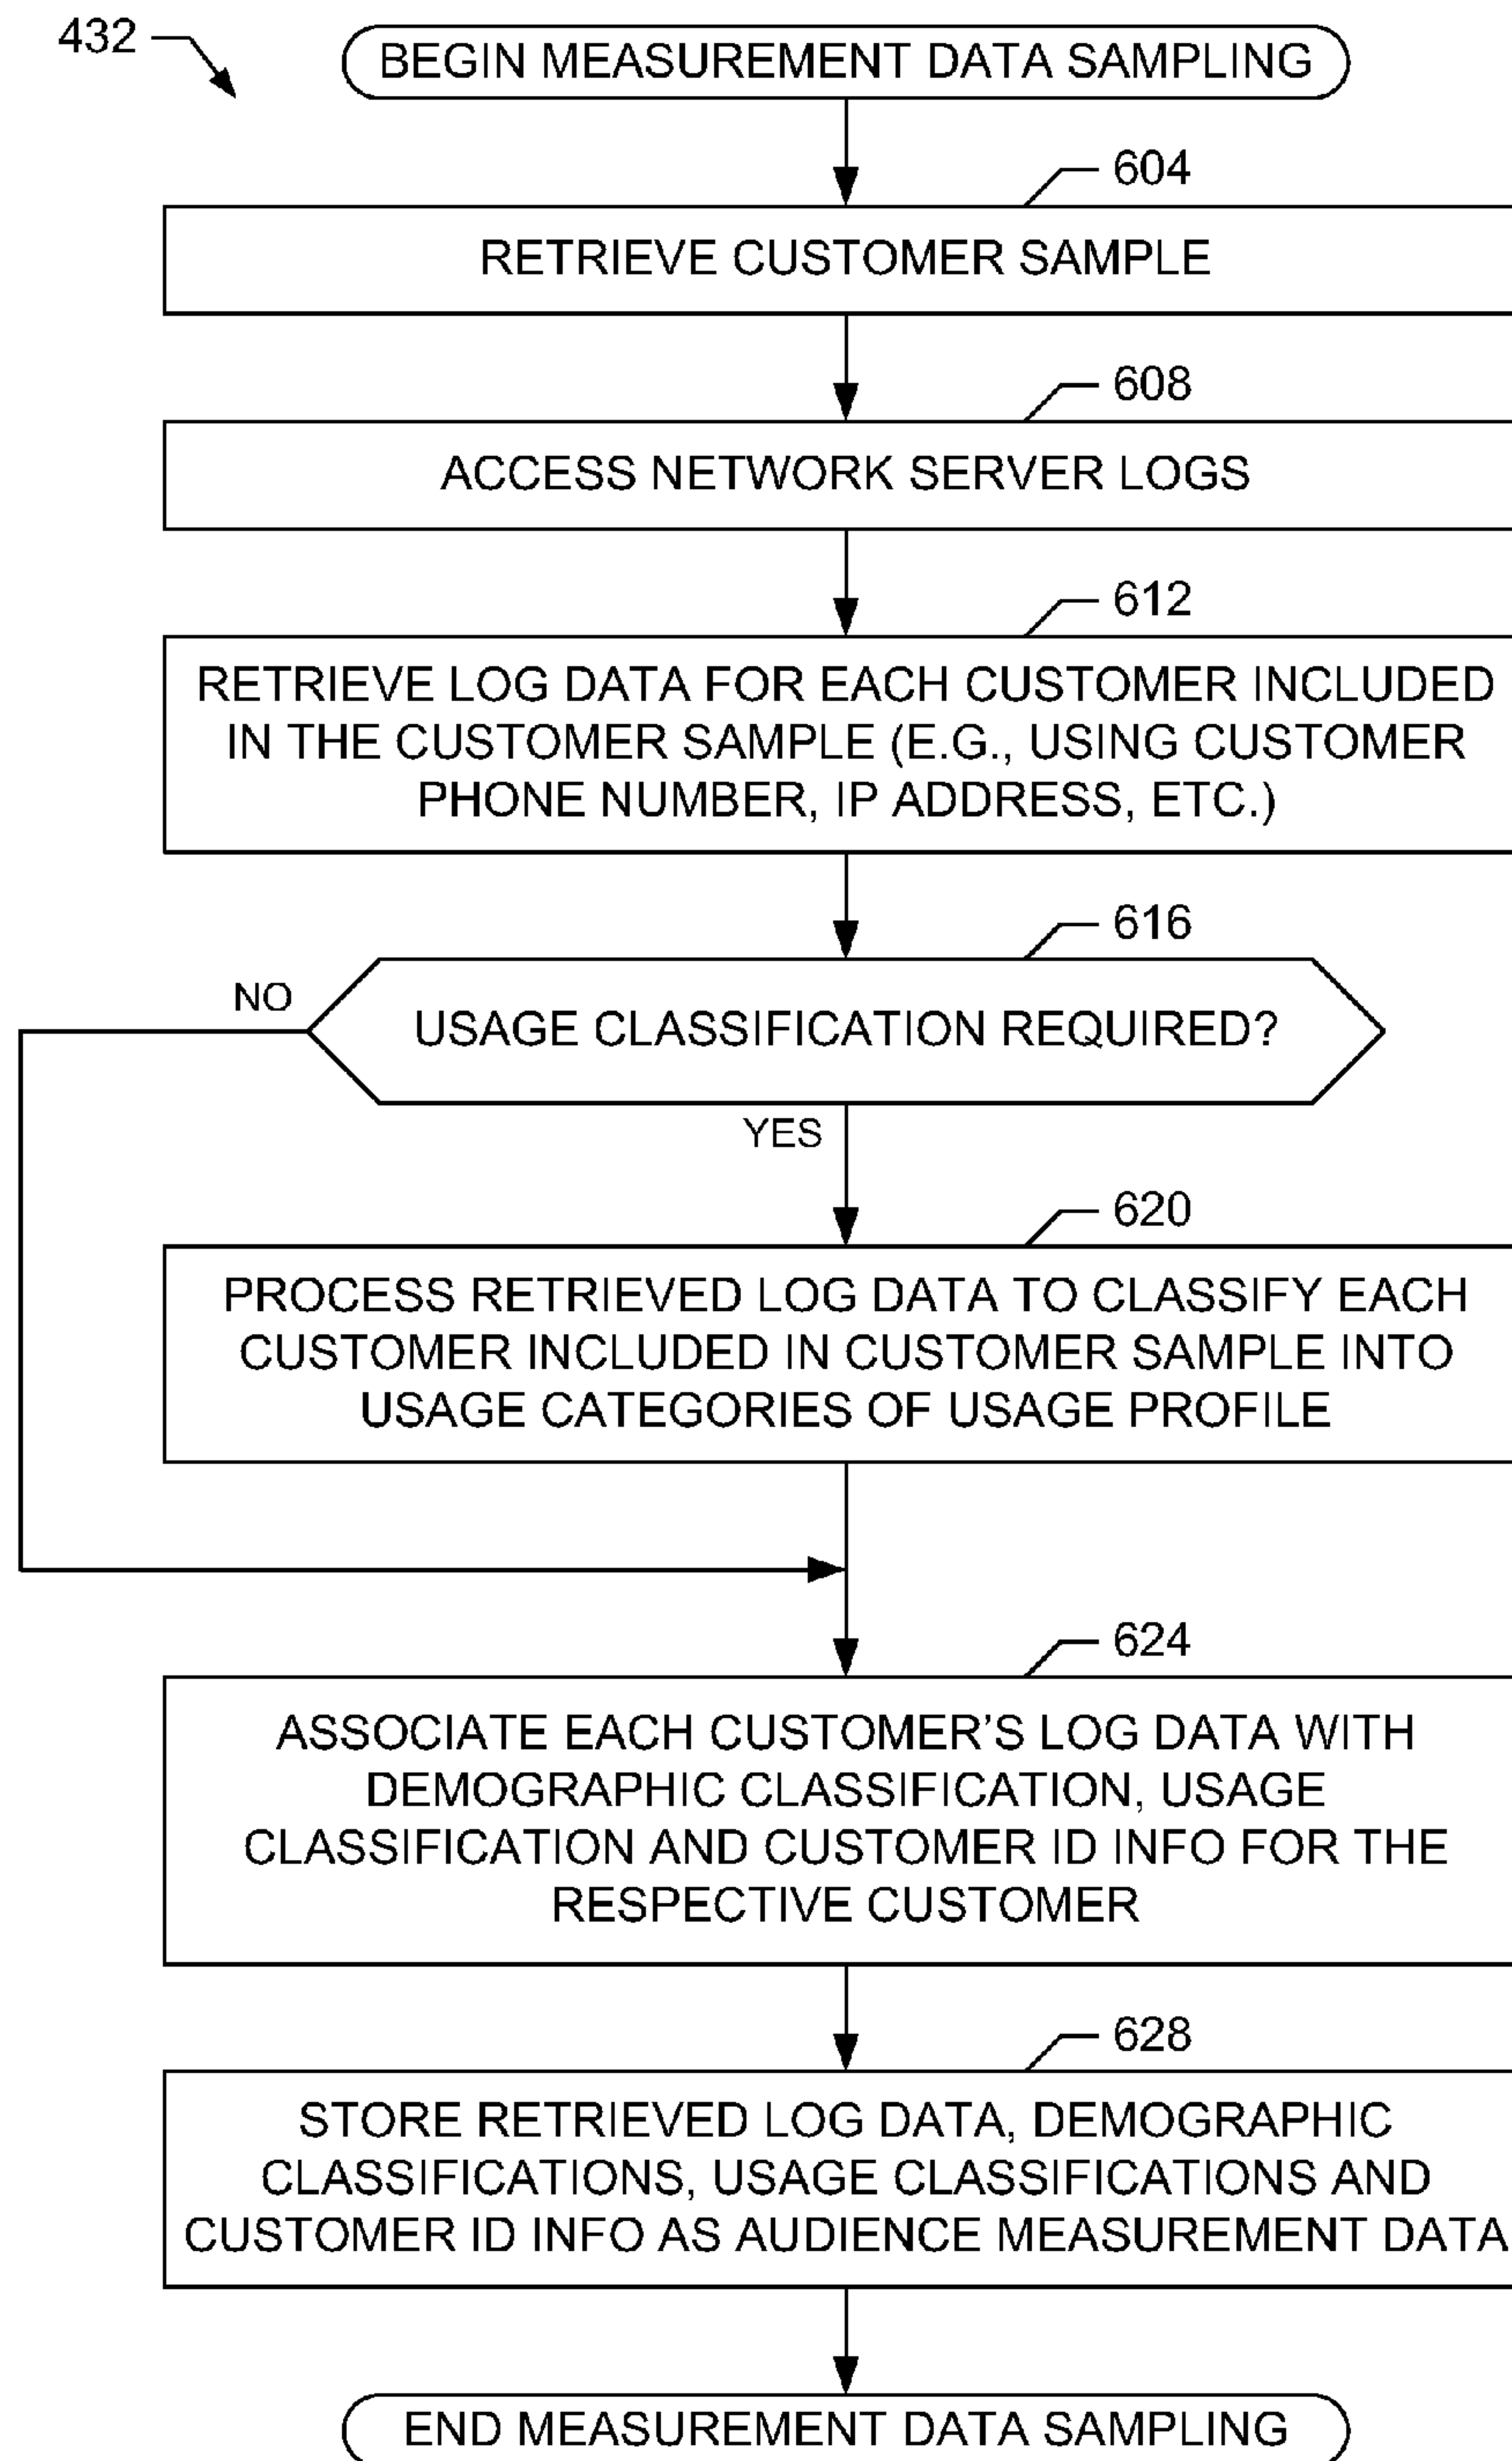 432
BEGIN MEASUREMENT DATA SAMPLING
604
RETRIEVE CUSTOMER SAMPLE
608
ACCESS NETWORK SERVER LOGS
612
RETRIEVE LOG DATA FOR EACH CUSTOMER INCLUDED
IN THE CUSTOMER SAMPLE (E.G., USING CUSTOMER
PHONE NUMBER, IP ADDRESS, ETC.)
616
NO
USAGE CLASSIFICATION REQUIRED?
YES
620
PROCESS RETRIEVED LOG DATA TO CLASSIFY EACH
CUSTOMER INCLUDED IN CUSTOMER SAMPLE INTO
USAGE CATEGORIES OF USAGE PROFILE
624
ASSOCIATE EACH CUSTOMER’S LOG DATA WITH
DEMOGRAPHIC CLASSIFICATION, USAGE
CLASSIFICATION AND CUSTOMER ID INFO FOR THE
RESPECTIVE CUSTOMER
628
STORE RETRIEVED LOG DATA, DEMOGRAPHIC
CLASSIFICATIONS, USAGE CLASSIFICATIONS AND
CUSTOMER ID INFO AS AUDIENCE MEASUREMENT DATA
END MEASUREMENT DATA SAMPLING